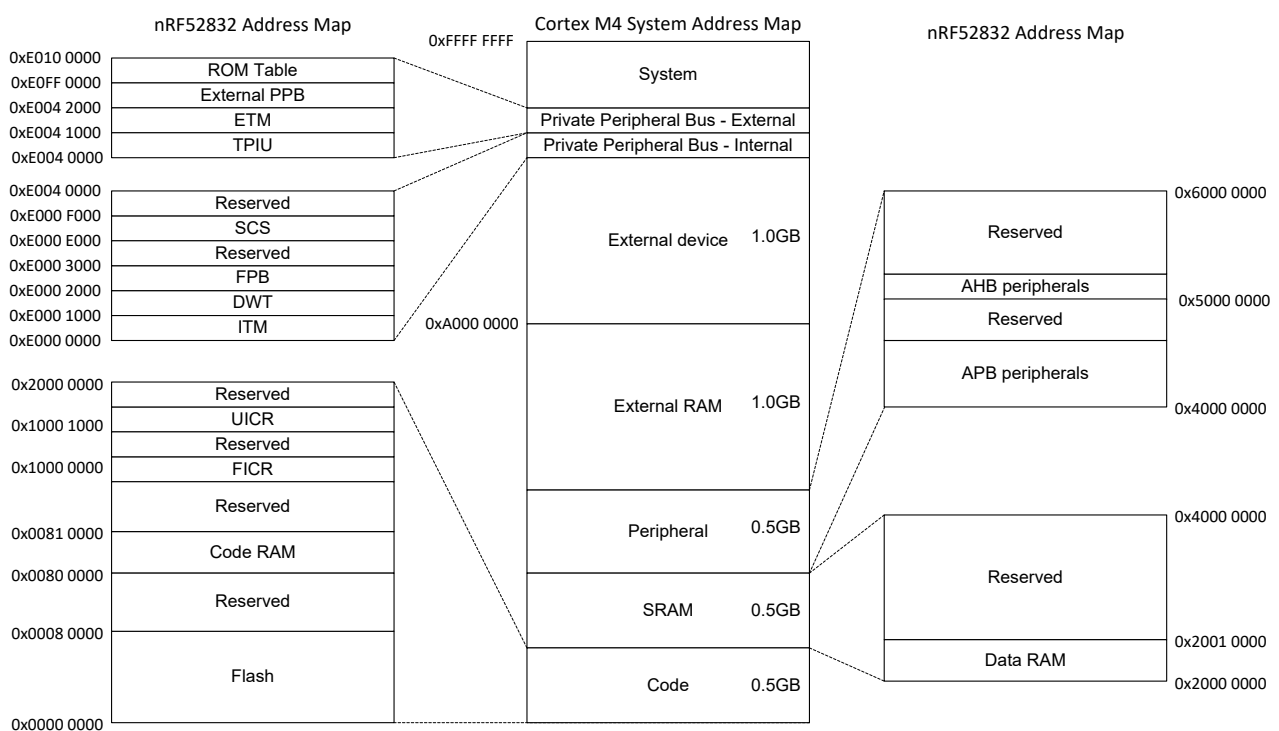 nRF52832 Address Map
0xE010 0000
ROM Table
0xE0FF 0000
External PPB
0xE004 2000
ETM
0xE004 1000
TPIU
0xE004 0000
0xE004 0000
Reserved
0xE000 F000
SCS
0xE000 E000
Reserved
0xE000 3000
FPB
0xE000 2000
DWT
0xE000 1000
ITM
0xE000 0000
0x2000 0000
Reserved
UICR
0x1000 1000
Reserved
0x1000 0000
FICR
Reserved
0x0081 0000
Code RAM
0x0080 0000
Reserved
0x0008 0000
Flash
0x0000 0000
Cortex M4 System Address Map
0xFFFF FFFF
System
Private Peripheral Bus - External
Private Peripheral Bus - Internal
External device 1.0GB
0xA000 0000
External RAM 1.0GB
Peripheral 0.5GB
SRAM 0.5GB
Code 0.5GB
nRF52832 Address Map
0x6000 0000
Reserved
AHB peripherals
0x5000 0000
Reserved
APB peripherals
0x4000 0000
0x4000 0000
Reserved
0x2001 0000
Data RAM
0x2000 0000